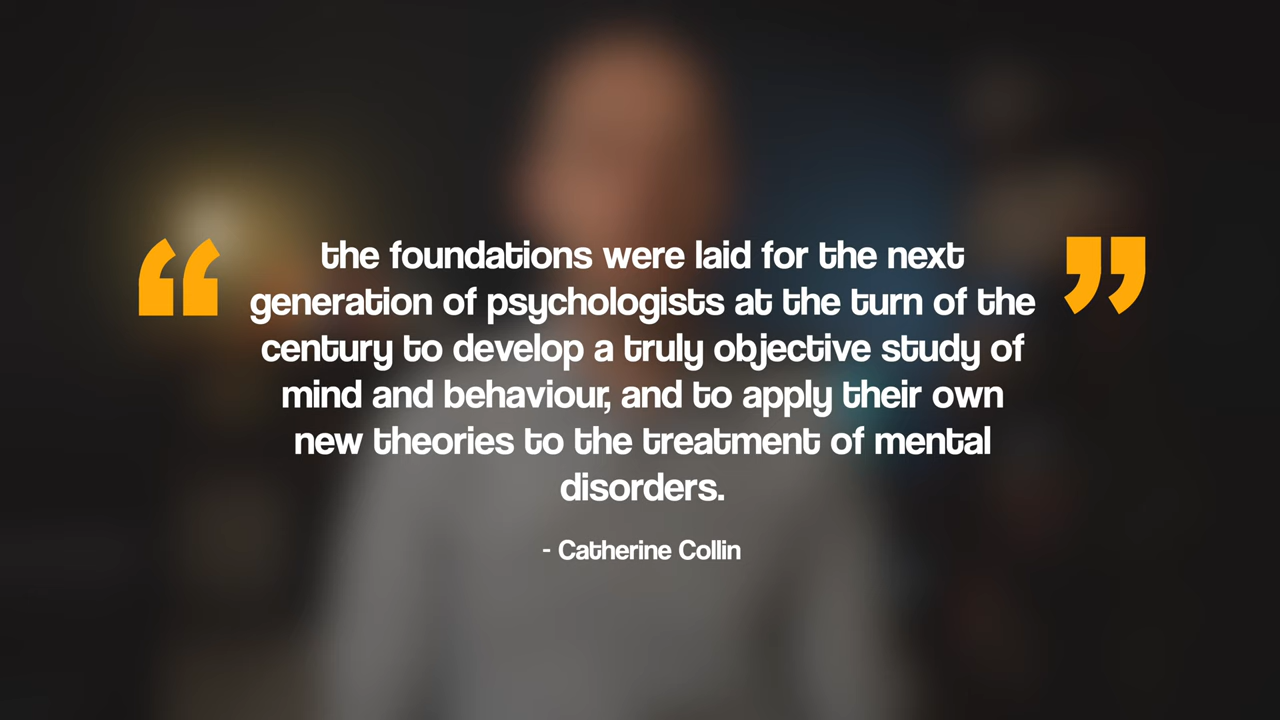 “ the foundations were laid for the next ”
generation of psychologists at the turn of the
century to develop a truly objective study of
mind and behaviour, and to apply their own
new theories to the treatment of mental
disorders.
- Catherine Collin